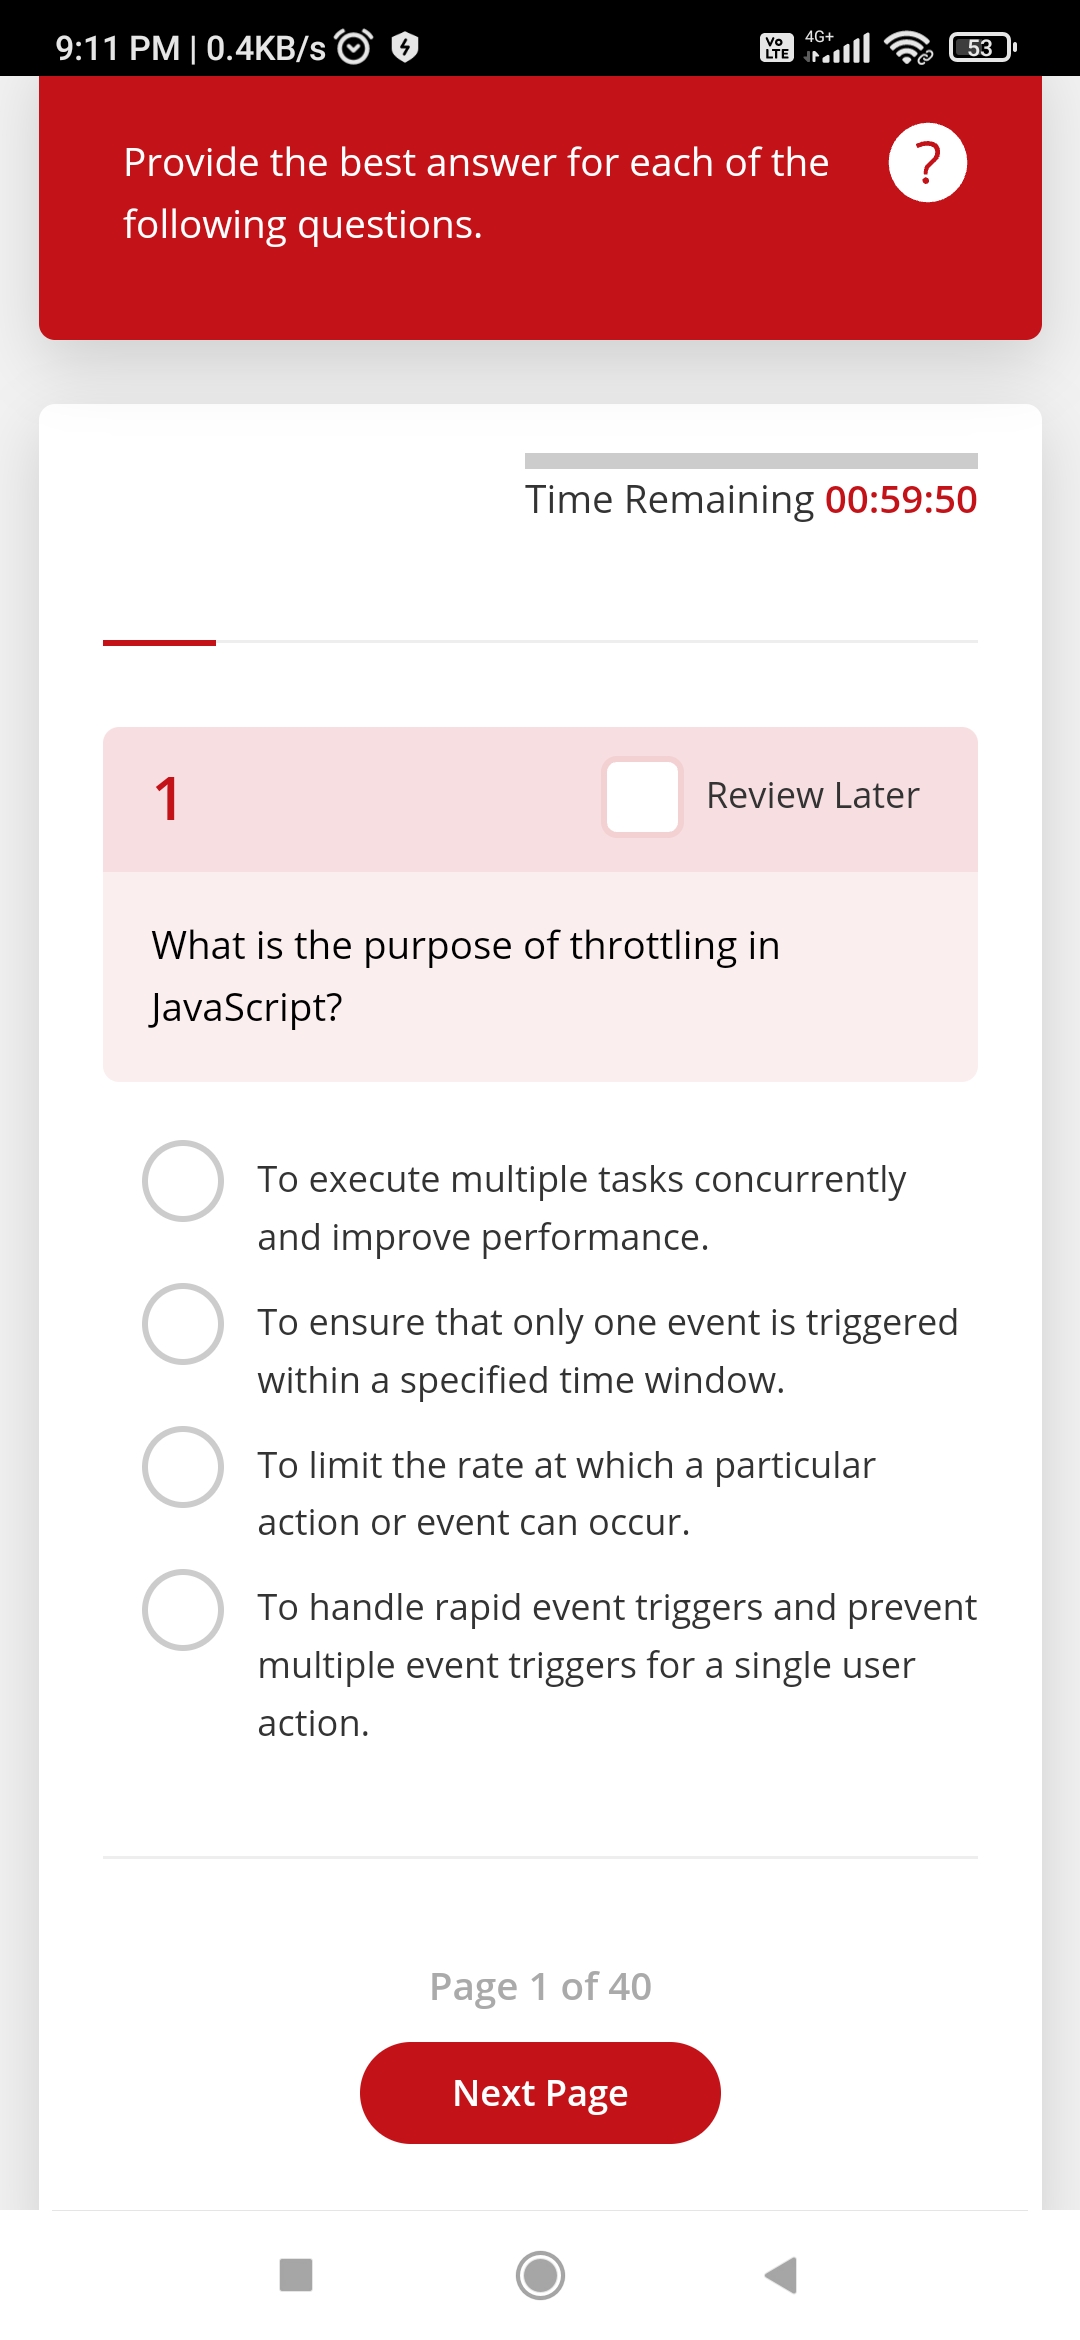 9:11 PM | 0.4KB/s
Vo LTE 4G+ 53
Provide the best answer for each of the
following questions.
?
Time Remaining 00:59:50
1
Review Later
What is the purpose of throttling in
JavaScript?
To execute multiple tasks concurrently
and improve performance.
To ensure that only one event is triggered
within a specified time window.
To limit the rate at which a particular
action or event can occur.
To handle rapid event triggers and prevent
multiple event triggers for a single user
action.
Page 1 of 40
Next Page